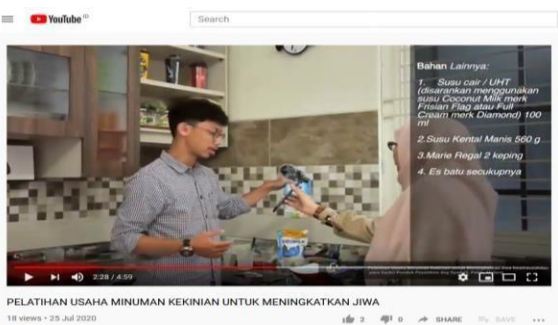 YouTube ID
Search
Bahan Lainnya:
1. Susu cair / UHT
(disarankan menggunakan
susu Coconut Milk merk
Frisian Flag atau Full
Cream merk Diamond) 100
ml
2.Susu Kental Manis 560 g
3.Marie Regal 2 keping
4. Es batu secukupnya
2:28 / 4:59
PELATIHAN USAHA MINUMAN KEKINIAN UNTUK MENINGKATKAN JIWA
18 views • 25 Jul 2020
2 0 SHARE SAVE